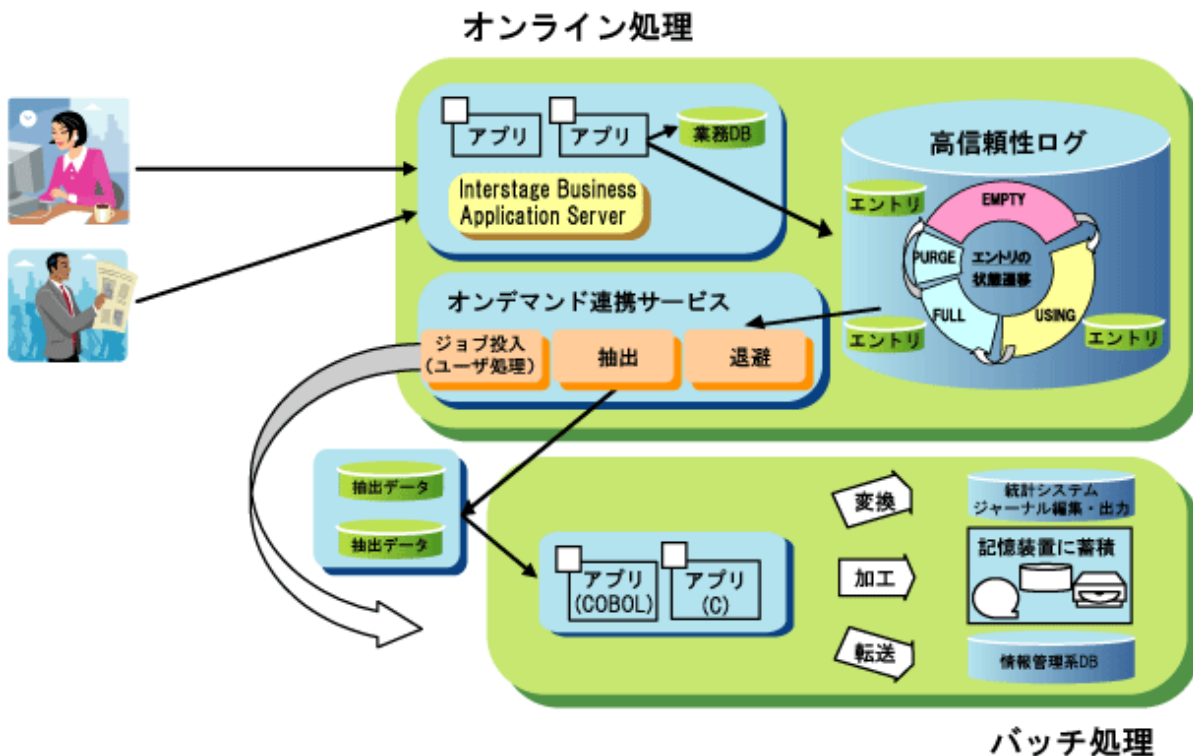 オンライン処理
アプリ
アプリ
業務DB
Interstage Business
Application Server
高信頼性ログ
エントリ
EMPTY
PURGE
エントリの
状態遷移
FULL
USING
エントリ
エントリ
オンデマンド連携サービス
ジョブ投入
(ユーザ処理)
抽出
退避
抽出データ
抽出データ
アプリ
(COBOL)
アプリ
(C)
変換
加工
転送
統計システム
ジャーナル編集・出力
記憶装置に蓄積
情報管理系DB
バッチ処理